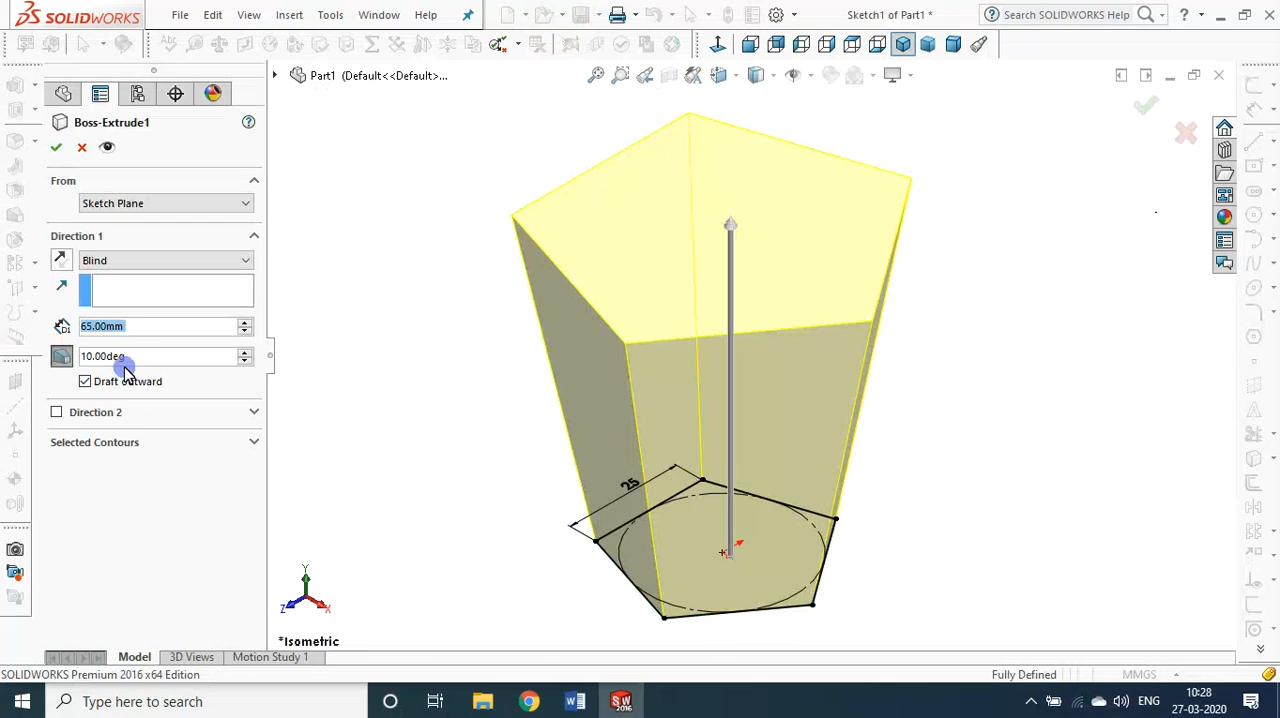 SOLIDWORKS File Edit View Insert Tools Window Help Sketch1 of Part1 * Search SOLIDWORKS Help ?
Part1 (Default<<Default>...
Boss-Extrude1
From
Sketch Plane
Direction 1
Blind
65.00mm
D1
10.00deg
Draft outward
Direction 2
Selected Contours
25
Y
Z X
*Isometric
Model 3D Views Motion Study 1
SOLIDWORKS Premium 2016 x64 Edition Fully Defined MMGS
Type here to search ENG 10:28
27-03-2020